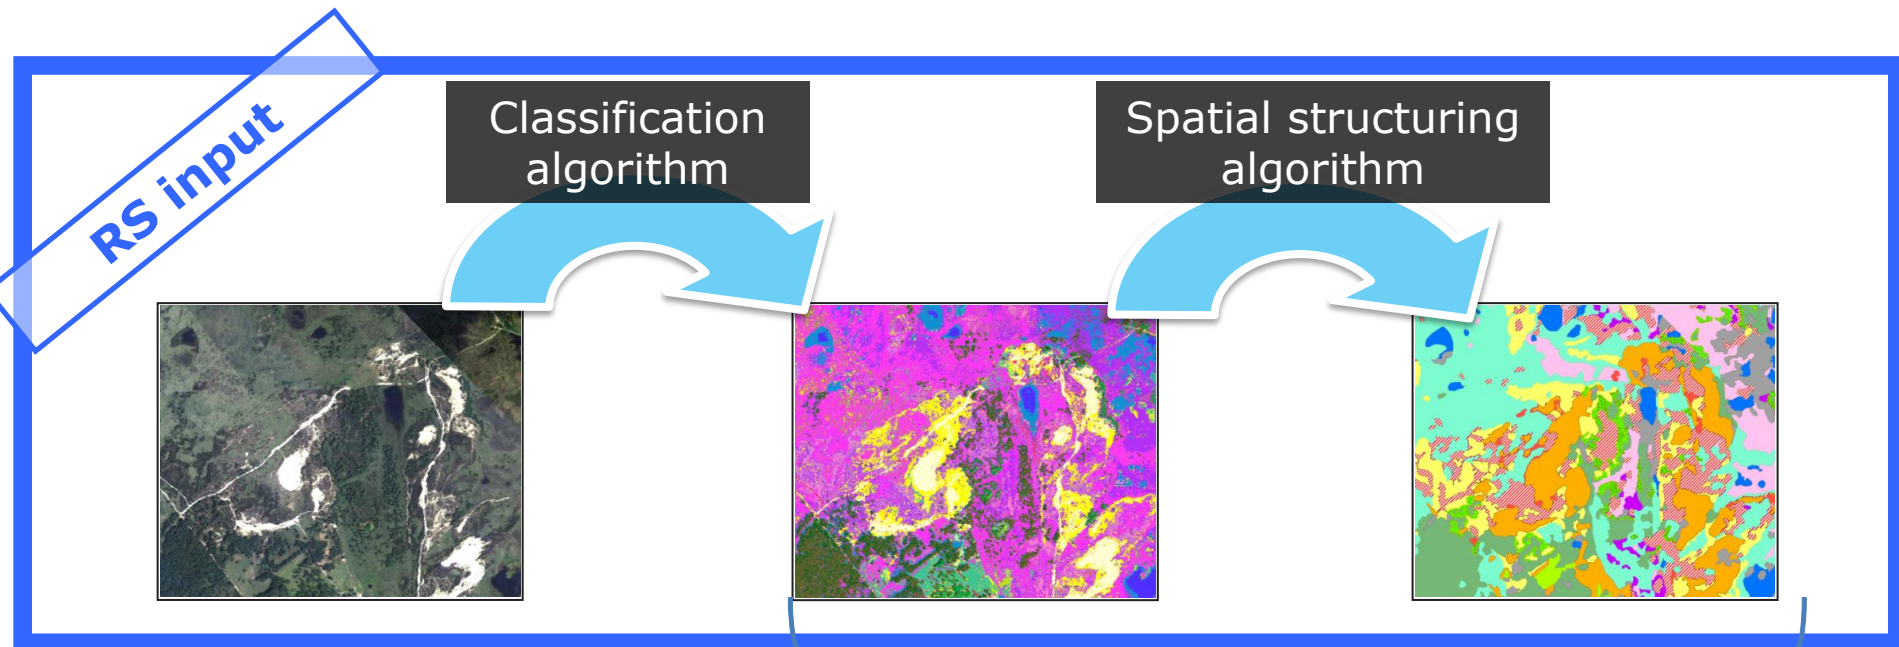 RS input
Classification
algorithm
Spatial structuring
algorithm